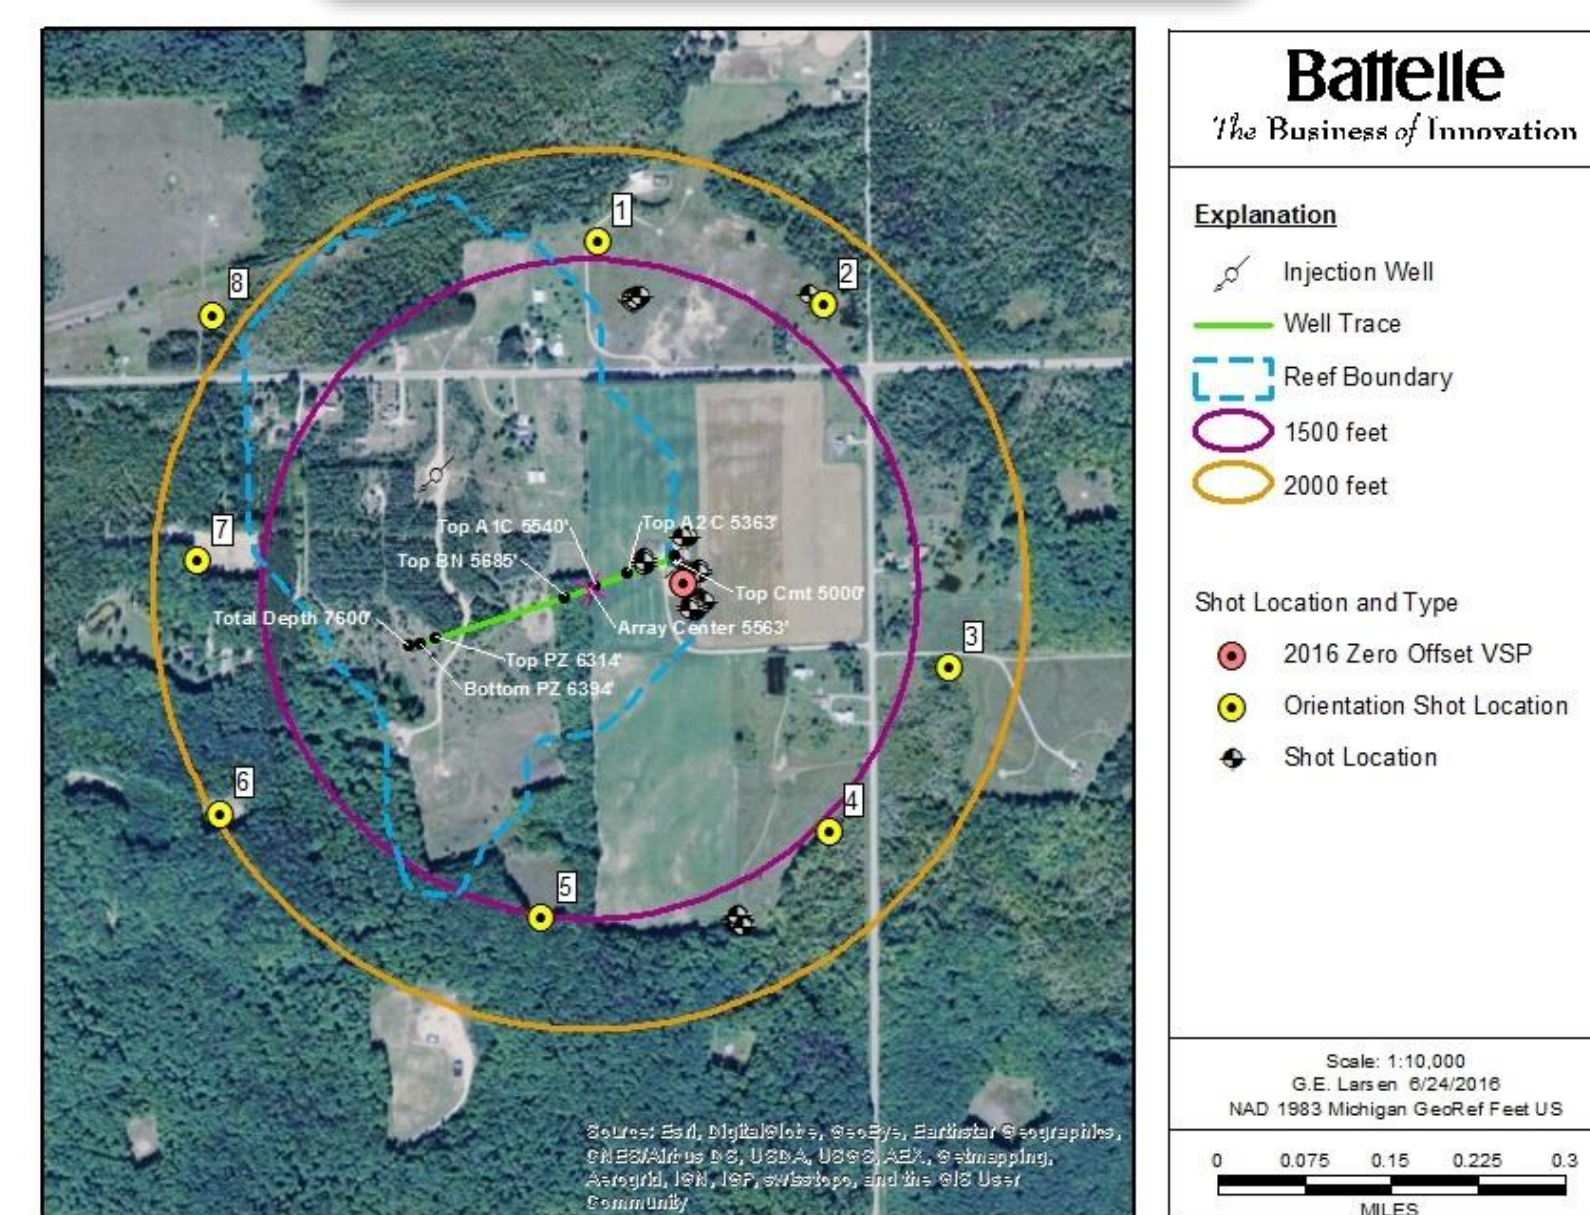 1
2
8
7
Top A1C 5540'
Top A2C 5363'
Top BN 5685'
Top Cmt 5000'
Total Depth 7600'
Array Center 5563'
Top PZ 6314'
Bottom PZ 6394'
3
6
4
5
Source: Esri, DigitalGlobe, GeoEye, Earthstar Geographics,
CNES/Airbus DS, USDA, USGS, AEX, Getmapping,
Aerogrid, IGN, IGP, swisstopo, and the GIS User
Community
Battelle
The Business of Innovation
Explanation
Injection Well
Well Trace
Reef Boundary
1500 feet
2000 feet
Shot Location and Type
2016 Zero Offset VSP
Orientation Shot Location
Shot Location
Scale: 1:10,000
G.E. Larsen 6/24/2016
NAD 1983 Michigan GeoRef Feet US
0 0.075 0.15 0.225 0.3
MILES